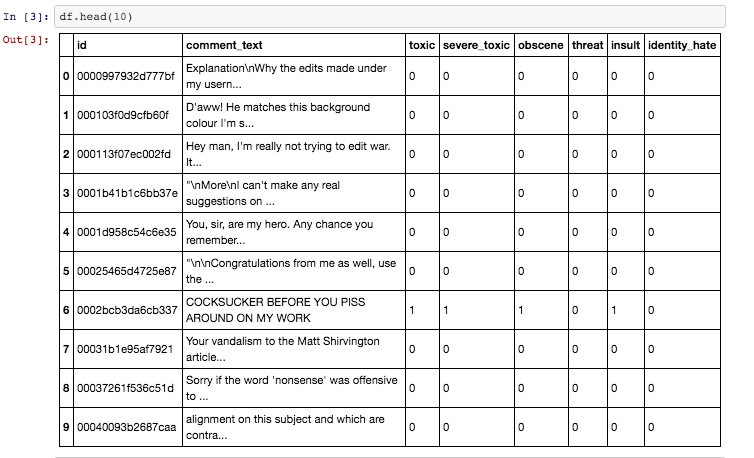 In [3]: df.head(10)
Out[3]:
id comment_text toxic severe_toxic obscene threat insult identity_hate
0 0000997932d777bf Explanation\nWhy the edits made under my usern... 0 0 0 0 0 0
1 000103f0d9cfb60f D'aww! He matches this background colour I'm s... 0 0 0 0 0 0
2 000113f07ec002fd Hey man, I'm really not trying to edit war. It... 0 0 0 0 0 0
3 0001b41b1c6bb37e "\nMore\nI can't make any real suggestions on ... 0 0 0 0 0 0
4 0001d958c54c6e35 You, sir, are my hero. Any chance you remember... 0 0 0 0 0 0
5 00025465d4725e87 "\n\nCongratulations from me as well, use the ... 0 0 0 0 0 0
6 0002bcb3da6cb337 COCKSUCKER BEFORE YOU PISS AROUND ON MY WORK 1 1 1 0 1 0
7 00031b1e95af7921 Your vandalism to the Matt Shirvington article... 0 0 0 0 0 0
8 00037261f536c51d Sorry if the word 'nonsense' was offensive to ... 0 0 0 0 0 0
9 00040093b2687caa alignment on this subject and which are contra... 0 0 0 0 0 0